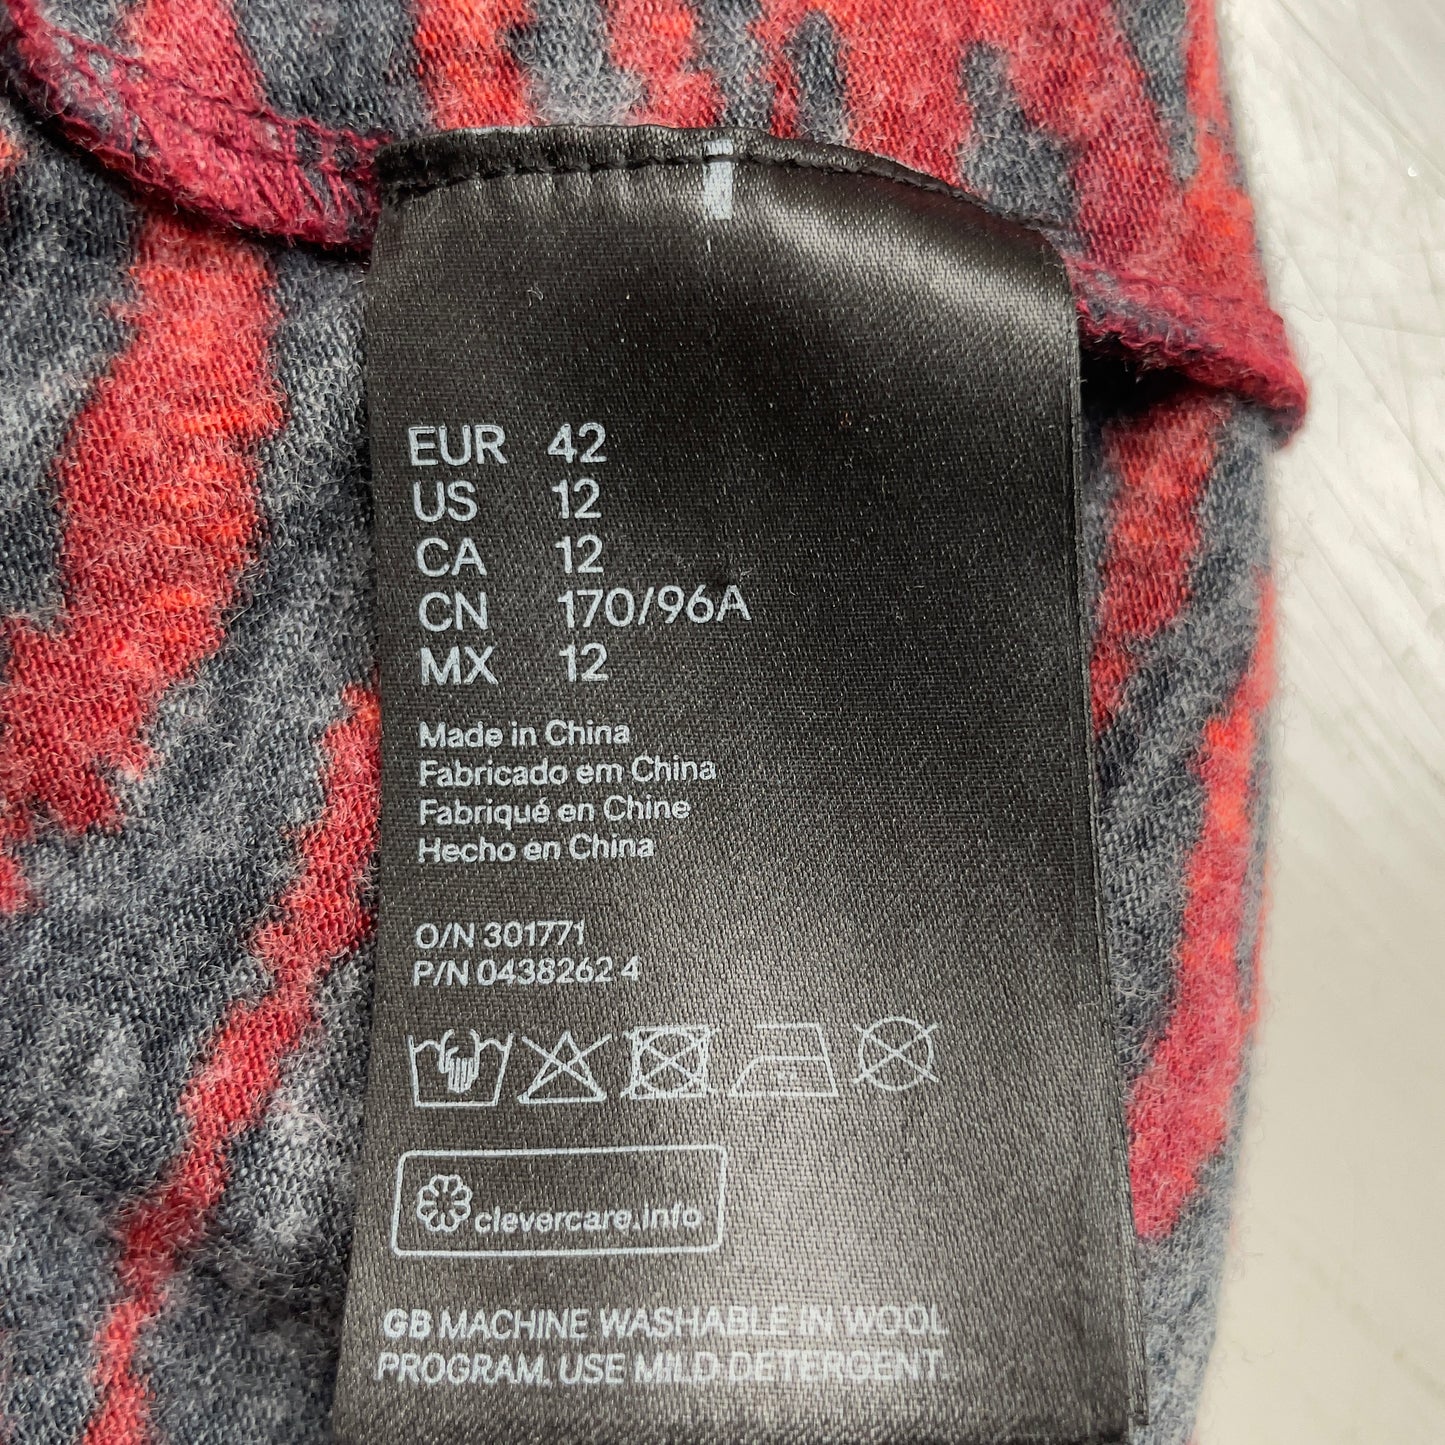 EUR 42
US 12
CA 12
CN 170/96A
MX 12
Made in China
Fabricado em China
Fabriqué en Chine
Hecho en China
O/N 301771
P/N 0438262 4
clevercare.info
GB MACHINE WASHABLE IN WOOL
PROGRAM. USE MILD DETERGENT.